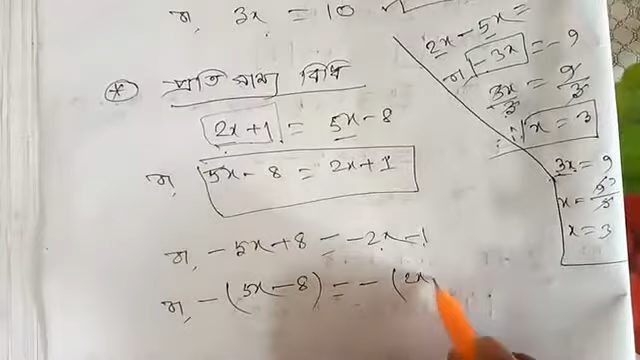 বা, 3x = 10
* প্রতিসাম্য বিধি
2x+1 = 5x-8
বা, 5x-8 = 2x+1
বা, -5x+8 = -2x-1
বা, -(5x-8) = -(2x
2x-5x=
বা -3x = -9
3x/3 = 9/3
∴ x = 3
3x = 9
x = 9/3
x = 3